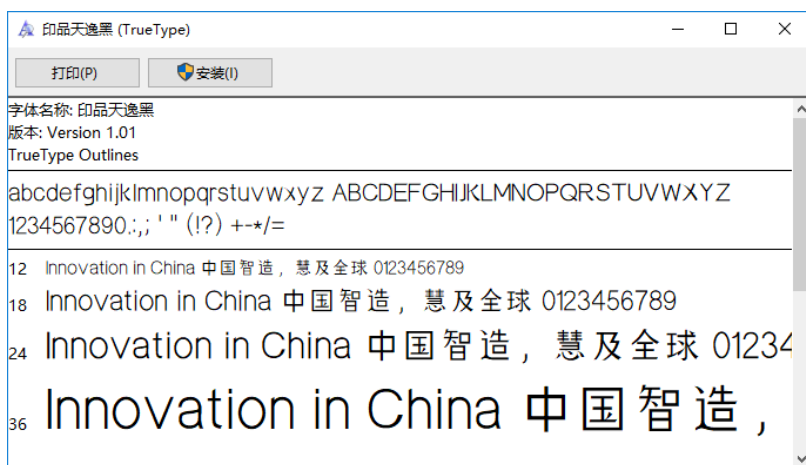 印品天逸黑 (TrueType)
打印(P) 安装(I)
字体名称: 印品天逸黑
版本: Version 1.01
TrueType Outlines
abcdefghijklmnopqrstuvwxyz ABCDEFGHIJKLMNOPQRSTUVWXYZ
1234567890.:,; ' " (!?) +-*/=
12 Innovation in China 中国智造，慧及全球 0123456789
18 Innovation in China 中国智造，慧及全球 0123456789
24 Innovation in China 中国智造，慧及全球 01234
36 Innovation in China 中国智造，